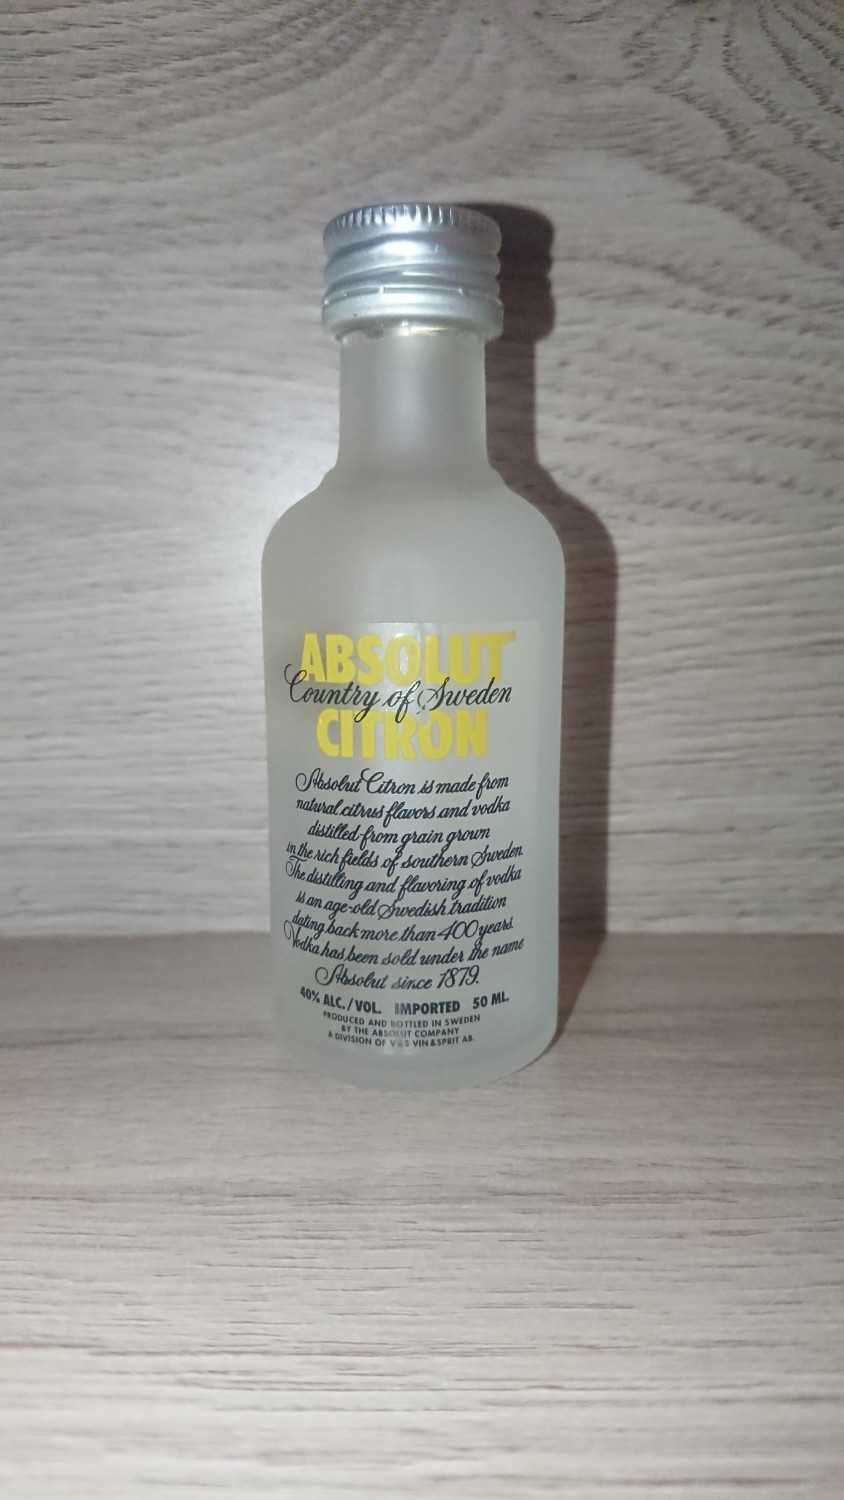 ABSOLUT®
Country of Sweden
CITRON
Absolut Citron is made from
natural citrus flavors and vodka
distilled from grain grown
in the rich fields of southern Sweden.
The distilling and flavoring of vodka
is an age-old Swedish tradition
dating back more than 400 years.
Vodka has been sold under the name
Absolut since 1879.
40% ALC./VOL. IMPORTED 50 ML.
PRODUCED AND BOTTLED IN SWEDEN
BY THE ABSOLUT COMPANY
A DIVISION OF V&S VIN & SPRIT AB.